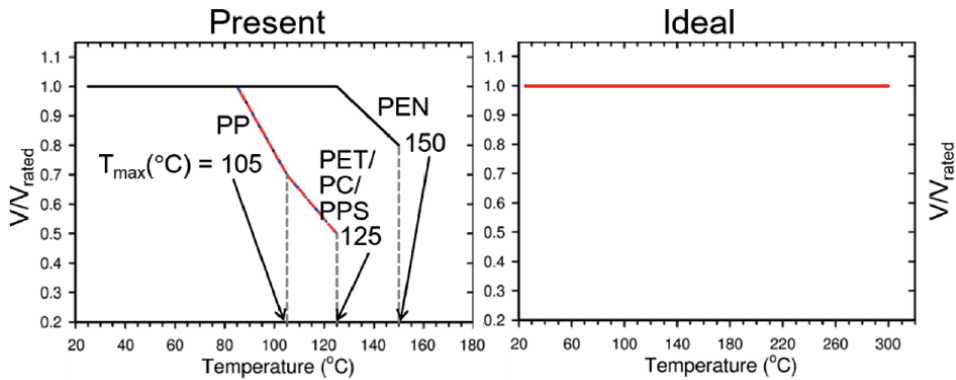 Present
1.1
1.0
0.9
0.8
0.7
0.6
0.5
0.4
0.3
0.2
V/Vrated
PP
PEN
150
Tmax(°C) = 105
PET/
PC/
PPS
125
20 40 60 80 100 120 140 160 180
Temperature (°C)
Ideal
1.1
1.0
0.9
0.8
0.7
0.6
0.5
0.4
0.3
0.2
V/Vrated
20 60 100 140 180 220 260 300
Temperature (°C)